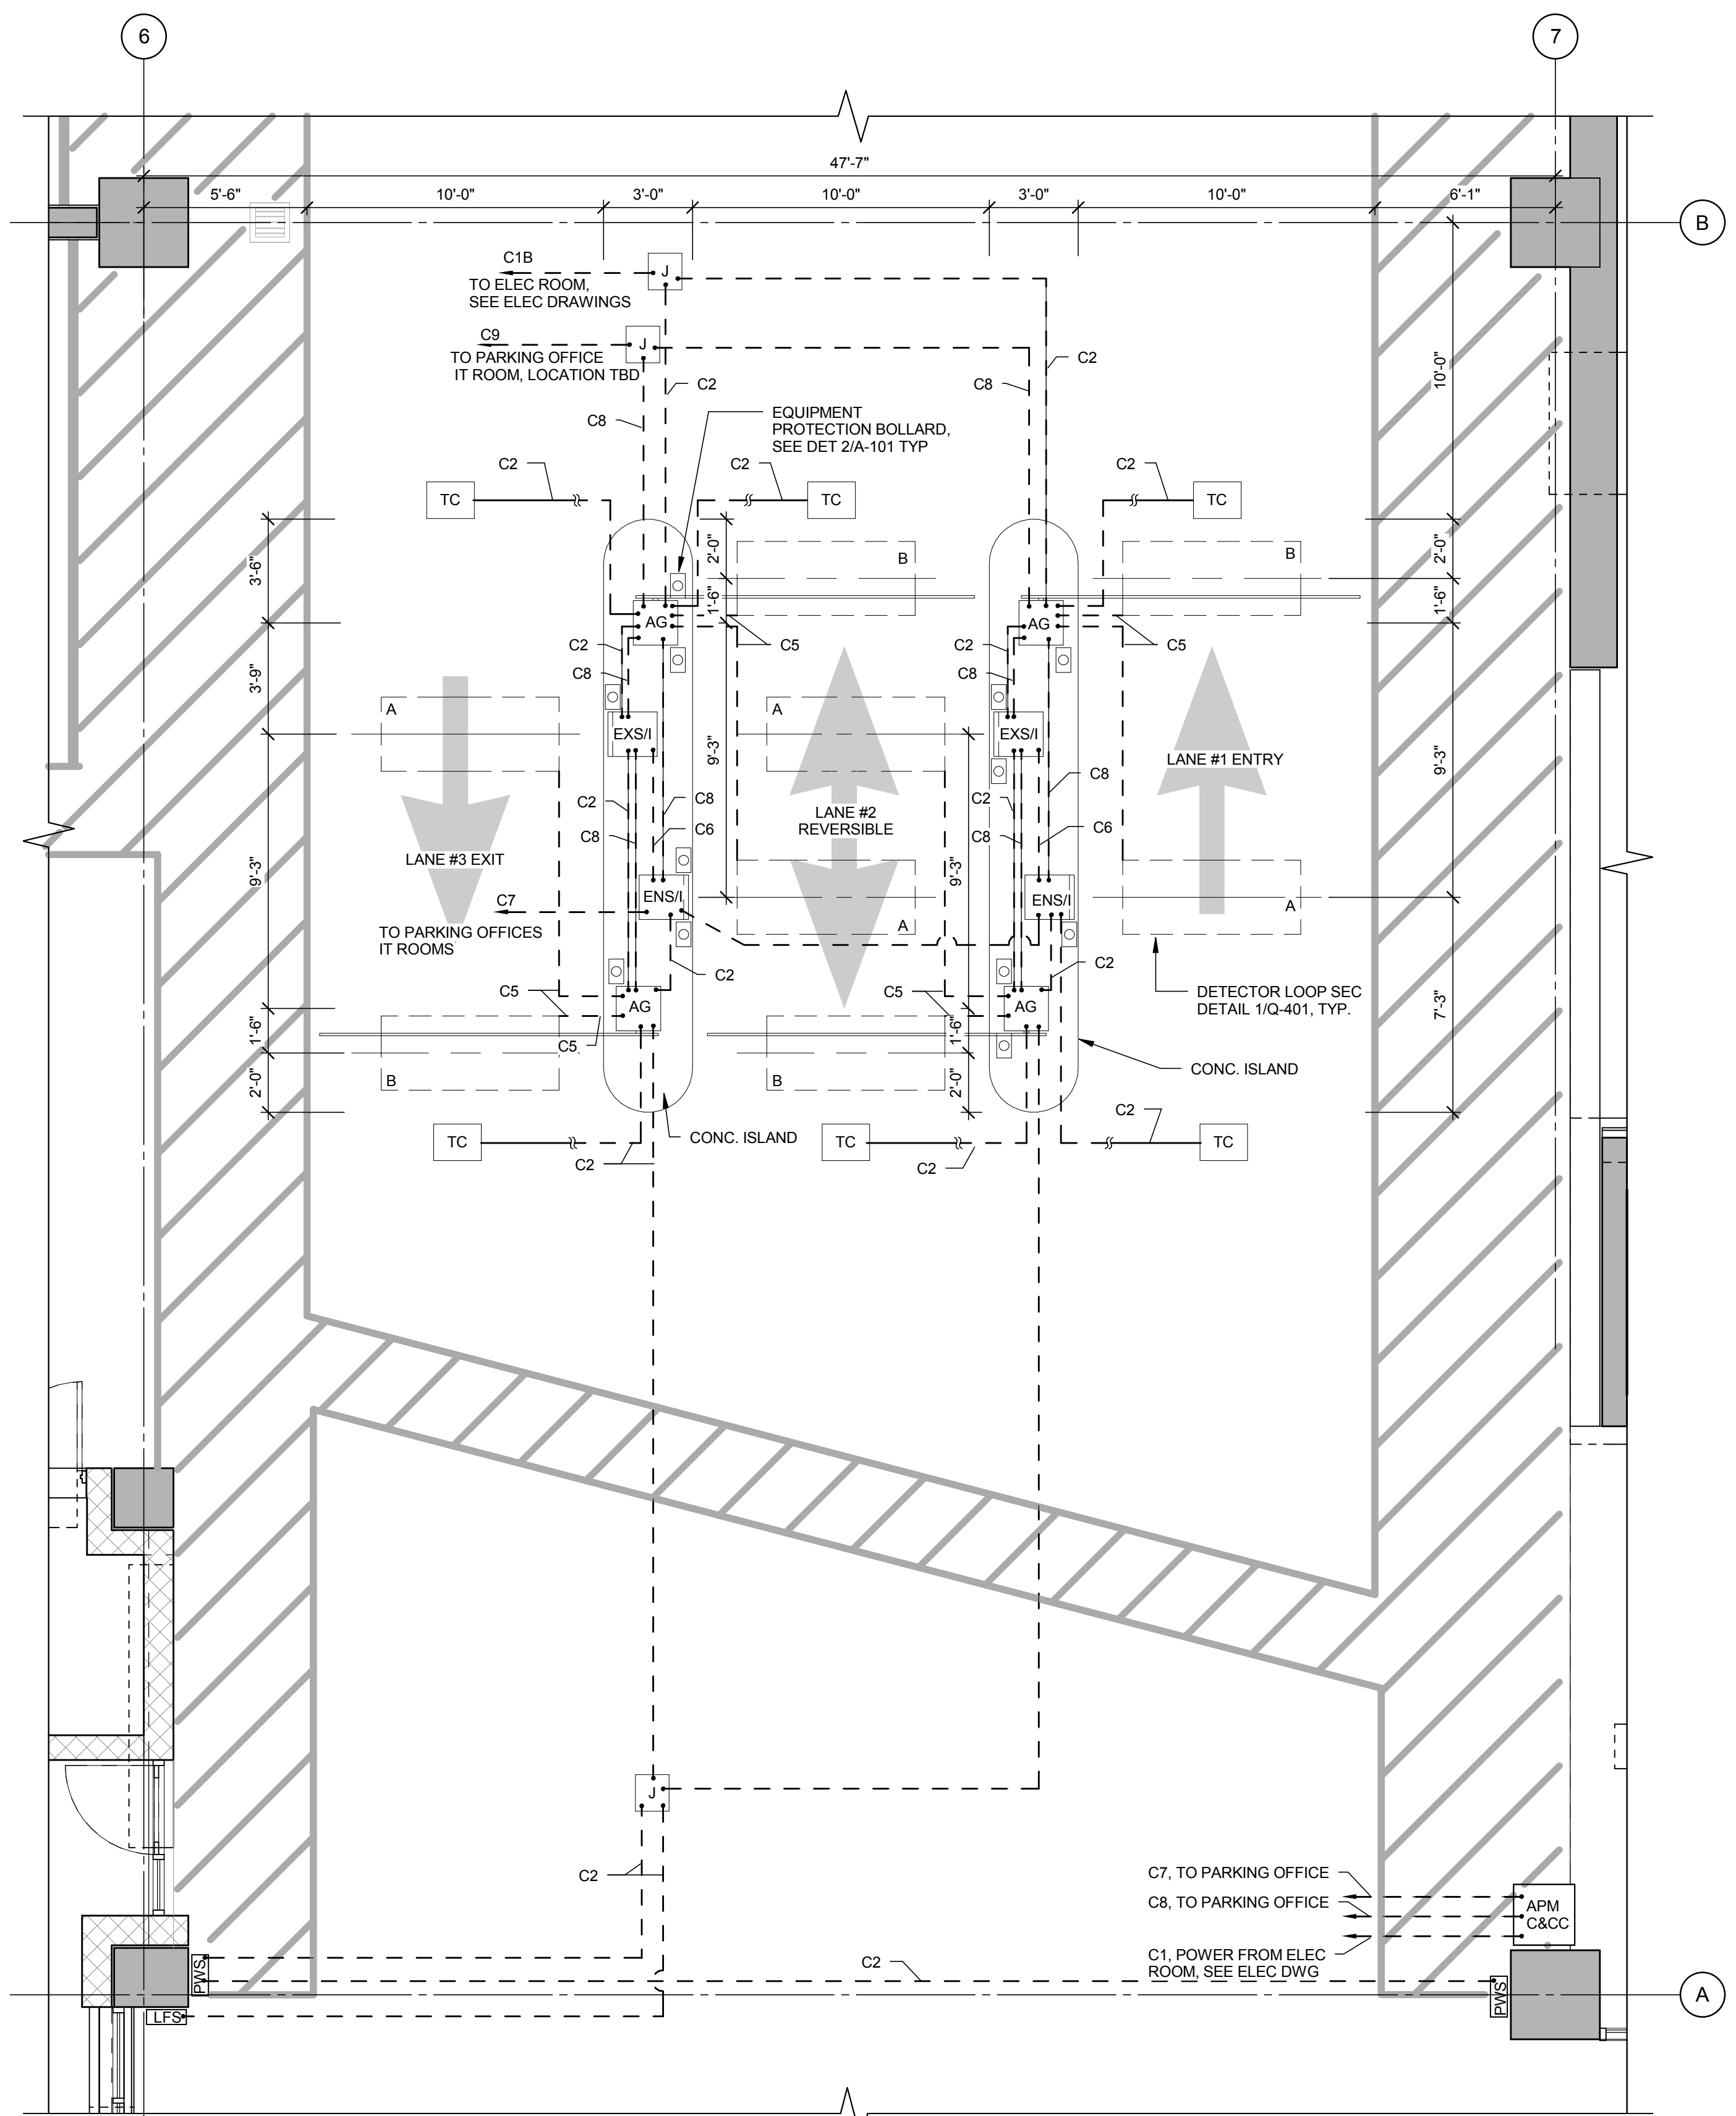 6
7
47'-7"
5'-6"
10'-0"
3'-0"
10'-0"
3'-0"
10'-0"
6'-1"
B
C1B
J
TO ELEC ROOM,
SEE ELEC DRAWINGS
C9
J
TO PARKING OFFICE
IT ROOM, LOCATION TBD
C2
C8
C2
C8
10'-0"
C8
EQUIPMENT
PROTECTION BOLLARD,
SEE DET 2/A-101 TYP
C2
C2
C2
TC
TC
TC
3'-6"
2'-0"
B
B
2'-0"
1'-6"
1'-6"
AG
AG
C2
C5
C2
C5
C8
C8
3'-9"
A
A
EXS/I
EXS/I
9'-3"
LANE #1 ENTRY
9'-3"
C2
C8
C8
C6
LANE #2
REVERSIBLE
C2
C8
C8
C6
LANE #3 EXIT
9'-3"
9'-3"
ENS/I
ENS/I
C7
A
A
TO PARKING OFFICES
IT ROOMS
C2
C2
C5
C5
AG
AG
DETECTOR LOOP SEC
DETAIL 1/Q-401, TYP.
7'-3"
1'-6"
C5
1'-6"
CONC. ISLAND
2'-0"
B
B
2'-0"
CONC. ISLAND
C2
TC
TC
TC
C2
C2
J
C2
C7, TO PARKING OFFICE
C8, TO PARKING OFFICE
APM
C&CC
C1, POWER FROM ELEC
ROOM, SEE ELEC DWG
C2
PWS
PWS
A
LFS